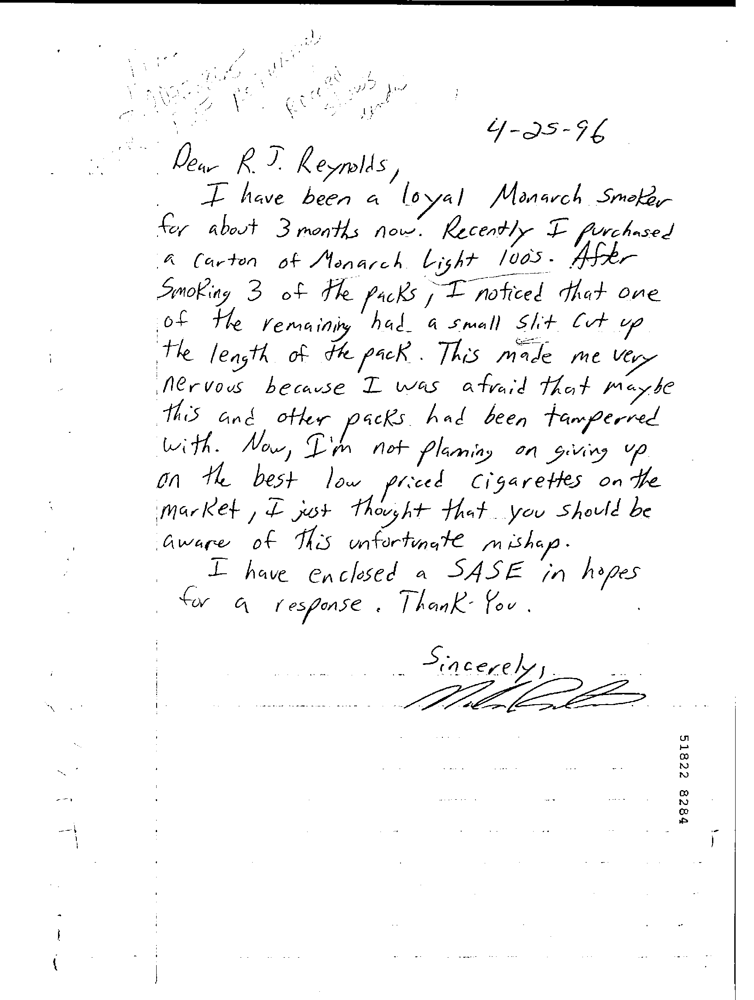 4-25-96
Dear R. J. Reynolds,
I have been a loyal Monarch smoker
for about 3 months now. Recently I purchased
a carton of Monarch Light 100s. After
smoking 3 of the packs, I noticed that one
of the remaining had a small slit cut up
the length of the pack. This made me very
nervous because I was afraid that maybe
this and other packs had been tamperred
with. Now, I'm not planning on giving up
on the best low priced cigarettes on the
market, I just thought that you should be
aware of this unfortunate mishap.
I have enclosed a SASE in hopes
for a response. Thank-You.
Sincerely,
51822 8284